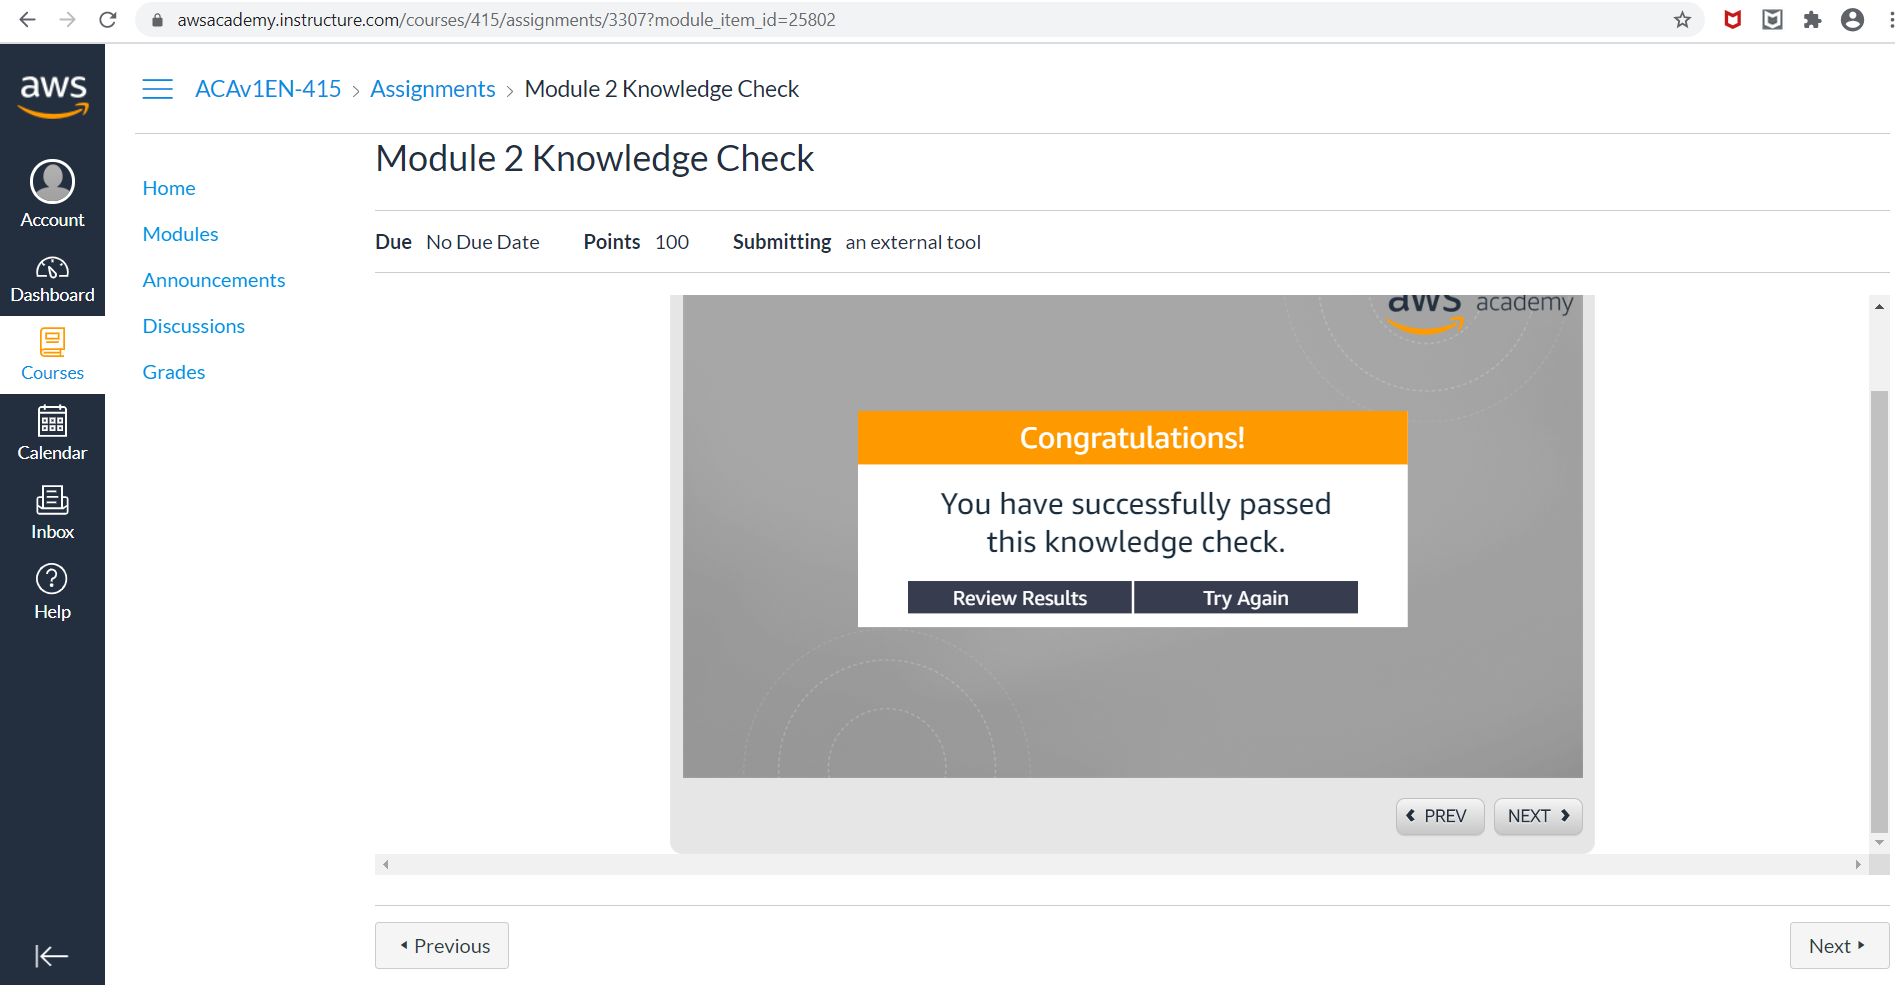 awsacademy.instructure.com/courses/415/assignments/3307?module_item_id=25802
aws
ACAv1EN-415 > Assignments > Module 2 Knowledge Check
Account
Dashboard
Courses
Calendar
Inbox
Help
Home
Modules
Announcements
Discussions
Grades
Module 2 Knowledge Check
Due No Due Date Points 100 Submitting an external tool
aws academy
Congratulations!
You have successfully passed
this knowledge check.
Review Results Try Again
PREV NEXT
Previous Next